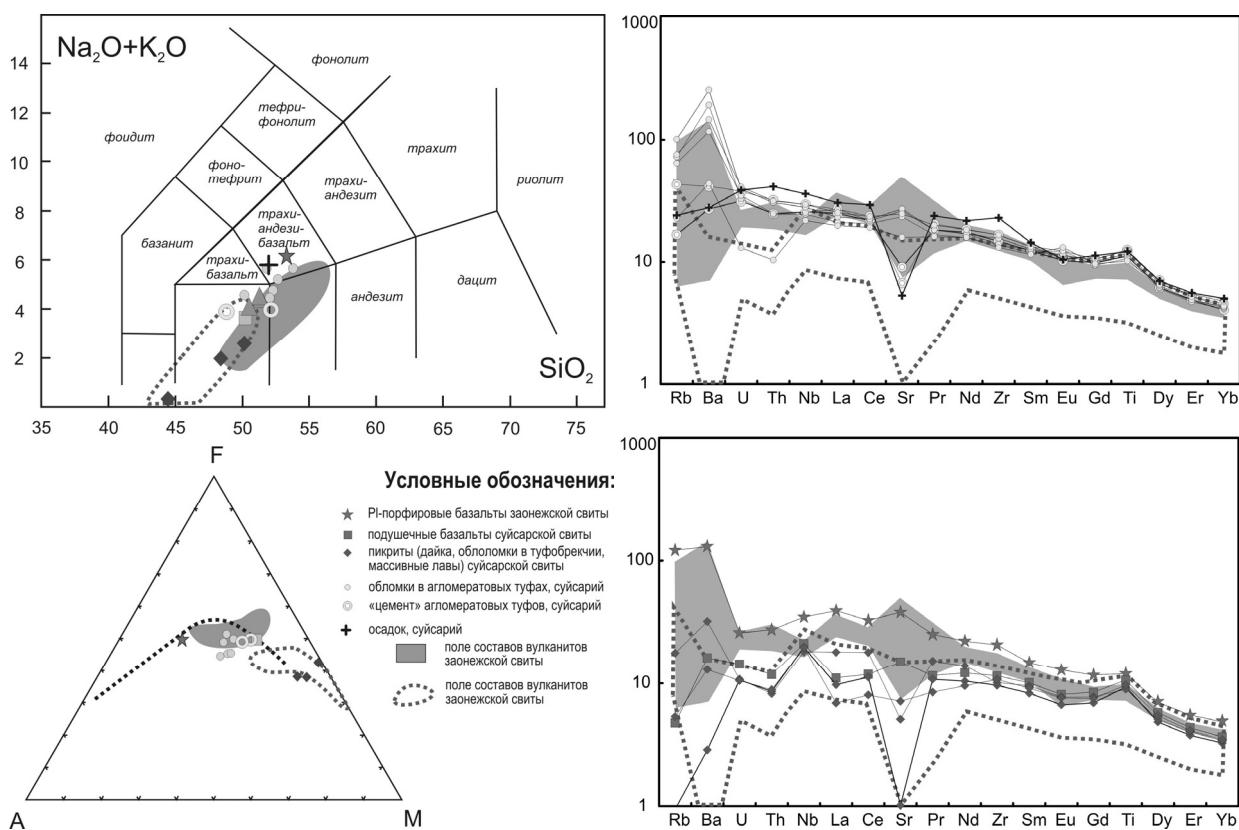 Na₂O+K₂O
14
12
10
8
6
4
2
фонолит
тефри-
фонолит
фоидит
фоно-
тефрит
трахи-
андезит
трахит
риолит
базанит
трахи-
андези-
базальт
трахи-
базальт
андезит
дацит
SiO₂
35 40 45 50 55 60 65 70 75
1000
100
10
1
Rb Ba U Th Nb La Ce Sr Pr Nd Zr Sm Eu Gd Ti Dy Er Yb
F
A
M
Условные обозначения:
Pl-порфировые базальты заонежской свиты
подушечные базальты суйсарской свиты
пикриты (дайка, облоломки в туфобрекчии,
массивные лавы) суйсарской свиты
обломки в агломератовых туфах, суйсарий
«цемент» агломератовых туфов, суйсарий
осадок, суйсарий
поле составов вулканитов
заонежской свиты
поле составов вулканитов
заонежской свиты
1000
100
10
1
Rb Ba U Th Nb La Ce Sr Pr Nd Zr Sm Eu Gd Ti Dy Er Yb